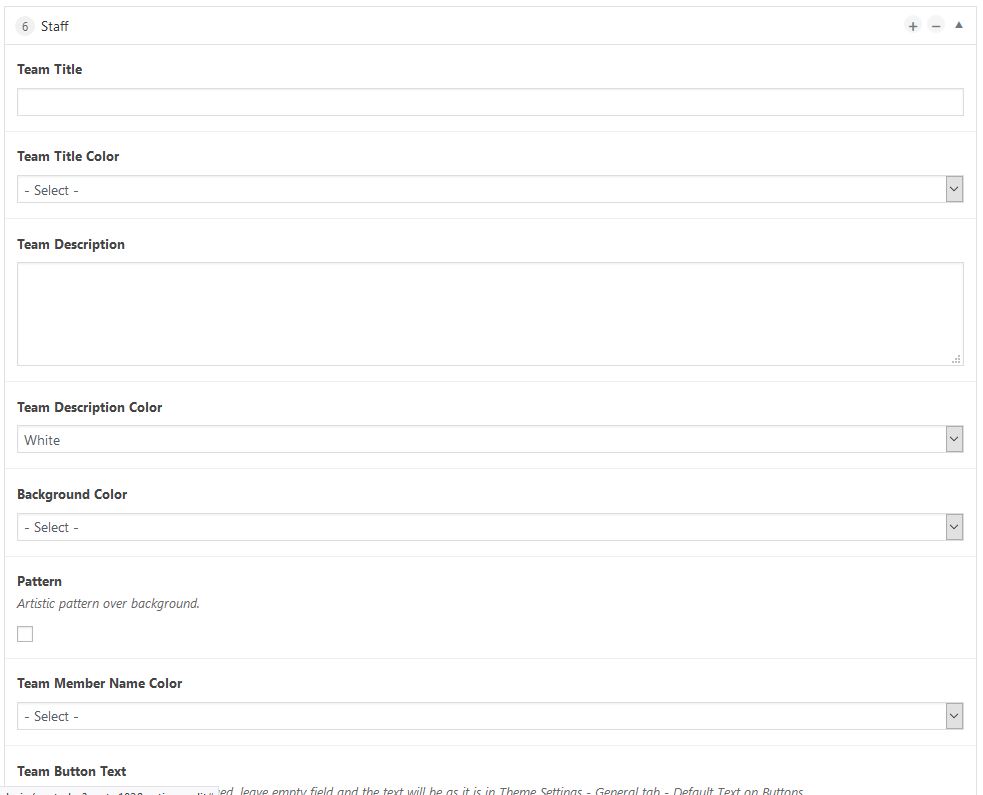 6 Staff
Team Title
Team Title Color
- Select -
Team Description
Team Description Color
White
Background Color
- Select -
Pattern
Artistic pattern over background.
Team Member Name Color
- Select -
Team Button Text
leave empty field and the text will be as it is in Theme Settings - General tab - Default Text on Buttons